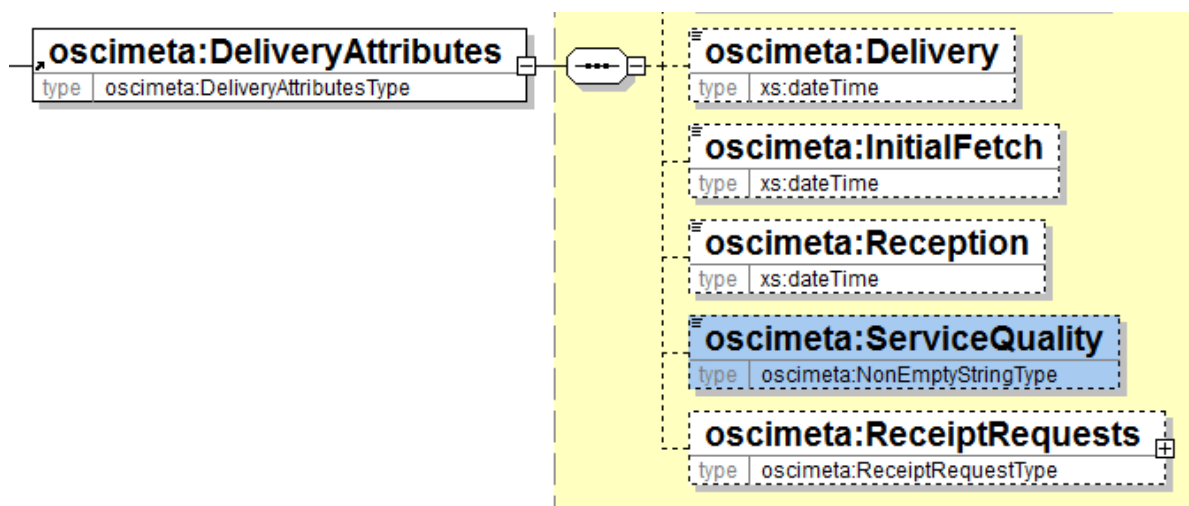 oscimeta:DeliveryAttributes
type oscimeta:DeliveryAttributesType
oscimeta:Delivery
type xs:dateTime
oscimeta:InitialFetch
type xs:dateTime
oscimeta:Reception
type xs:dateTime
oscimeta:ServiceQuality
type oscimeta:NonEmptyStringType
oscimeta:ReceiptRequests
type oscimeta:ReceiptRequestType